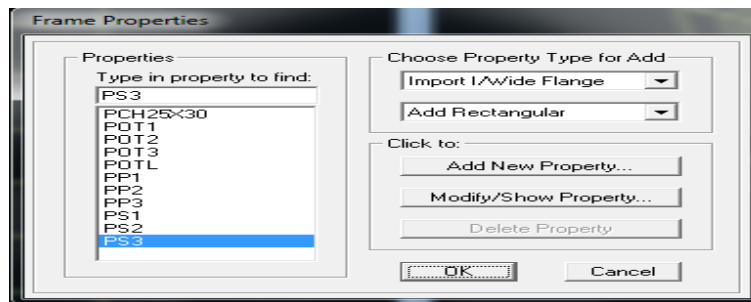 Frame Properties
Properties
Type in property to find:
PS3
PCH25X30
POT1
POT2
POT3
POTL
PP1
PP2
PP3
PS1
PS2
PS3
Choose Property Type for Add
Import I/Wide Flange
Add Rectangular
Click to:
Add New Property...
Modify/Show Property...
Delete Property
OK
Cancel